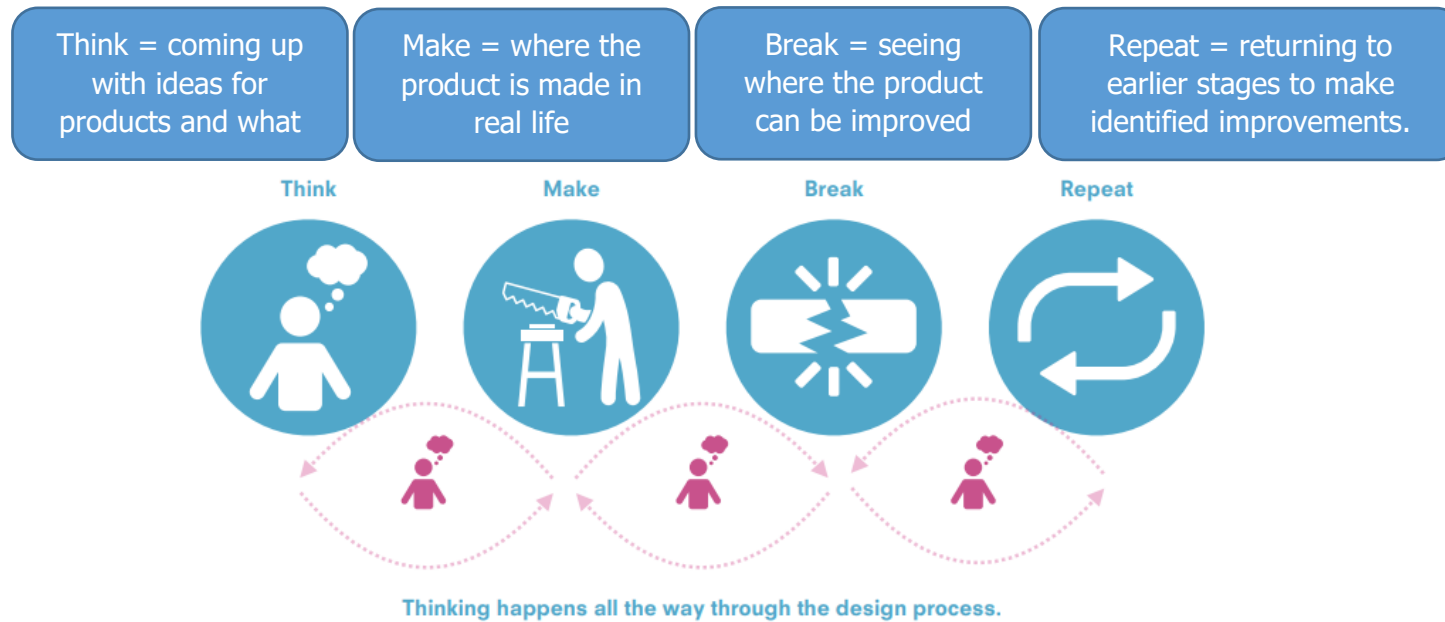 Think = coming up
with ideas for
products and what
Make = where the
product is made in
real life
Break = seeing
where the product
can be improved
Repeat = returning to
earlier stages to make
identified improvements.
Think
Make
Break
Repeat
Thinking happens all the way through the design process.